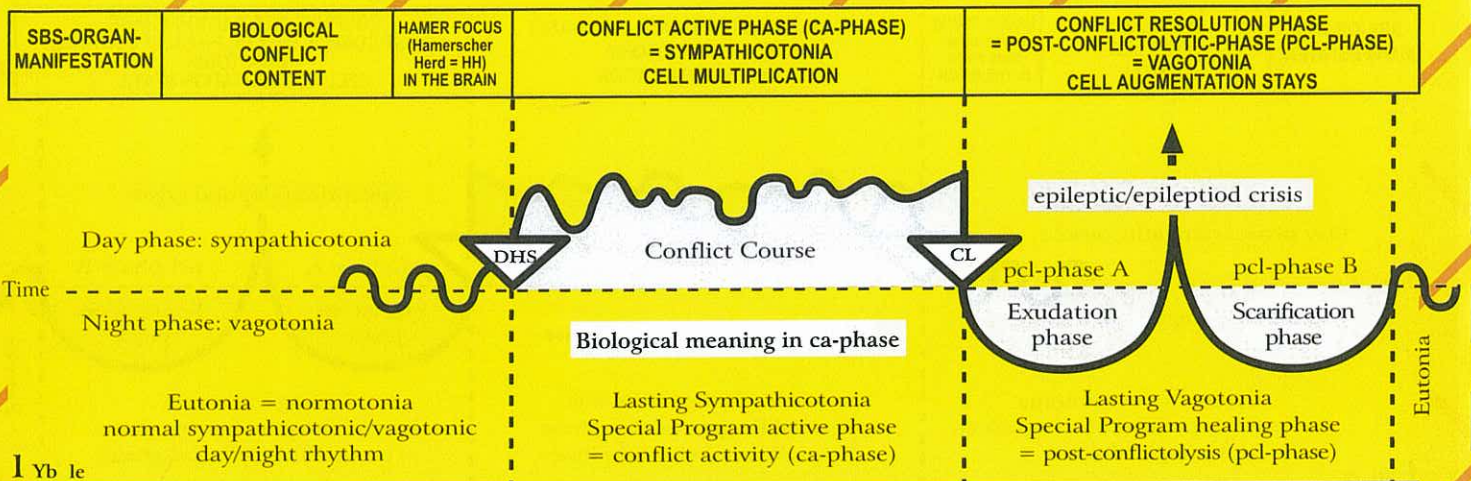 SBS-ORGAN-
MANIFESTATION
BIOLOGICAL
CONFLICT
CONTENT
HAMER FOCUS
(Hamerscher
Herd = HH)
IN THE BRAIN
CONFLICT ACTIVE PHASE (CA-PHASE)
= SYMPATHICOTONIA
CELL MULTIPLICATION
CONFLICT RESOLUTION PHASE
= POST-CONFLICTOLYTIC-PHASE (PCL-PHASE)
= VAGOTONIA
CELL AUGMENTATION STAYS
epileptic/epileptiod crisis
Day phase: sympathicotonia
DHS
Conflict Course
CL
pcl-phase A
pcl-phase B
Time
Night phase: vagotonia
Exudation
phase
Scarification
phase
Biological meaning in ca-phase
Eutonia
Eutonia = normotonia
normal sympathicotonic/vagotonic
day/night rhythm
Lasting Sympathicotonia
Special Program active phase
= conflict activity (ca-phase)
Lasting Vagotonia
Special Program healing phase
= post-conflictolysis (pcl-phase)
1 Yb le